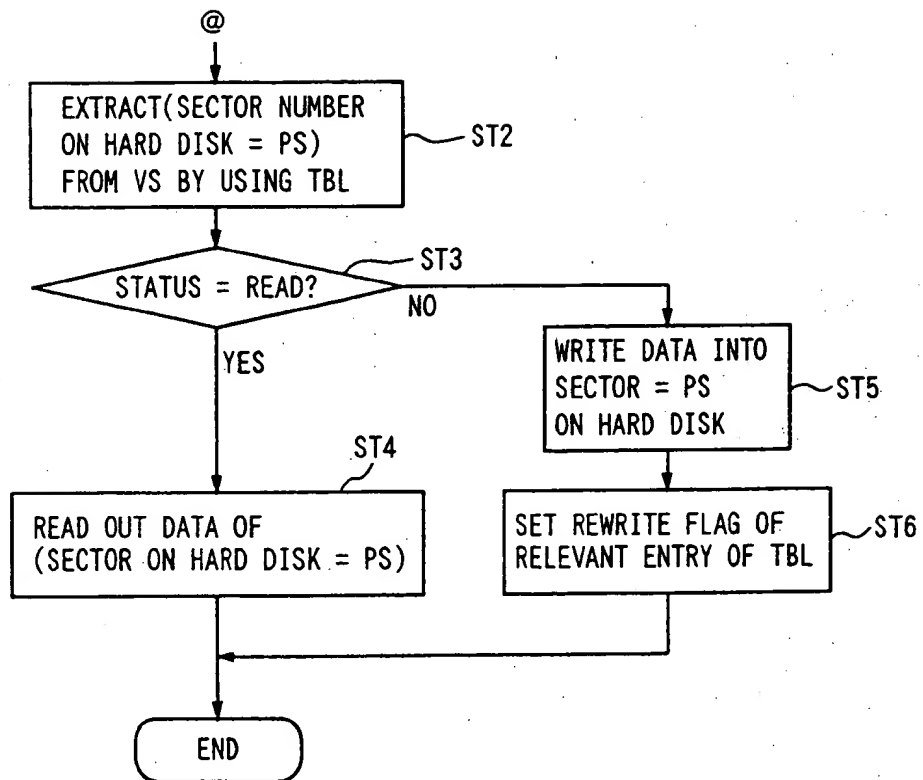 @
EXTRACT(SECTOR NUMBER
ON HARD DISK = PS)
FROM VS BY USING TBL
ST2
STATUS = READ?
ST3
NO
YES
WRITE DATA INTO
SECTOR = PS
ON HARD DISK
ST5
ST4
READ OUT DATA OF
(SECTOR ON HARD DISK = PS)
SET REWRITE FLAG OF
RELEVANT ENTRY OF TBL
ST6
END